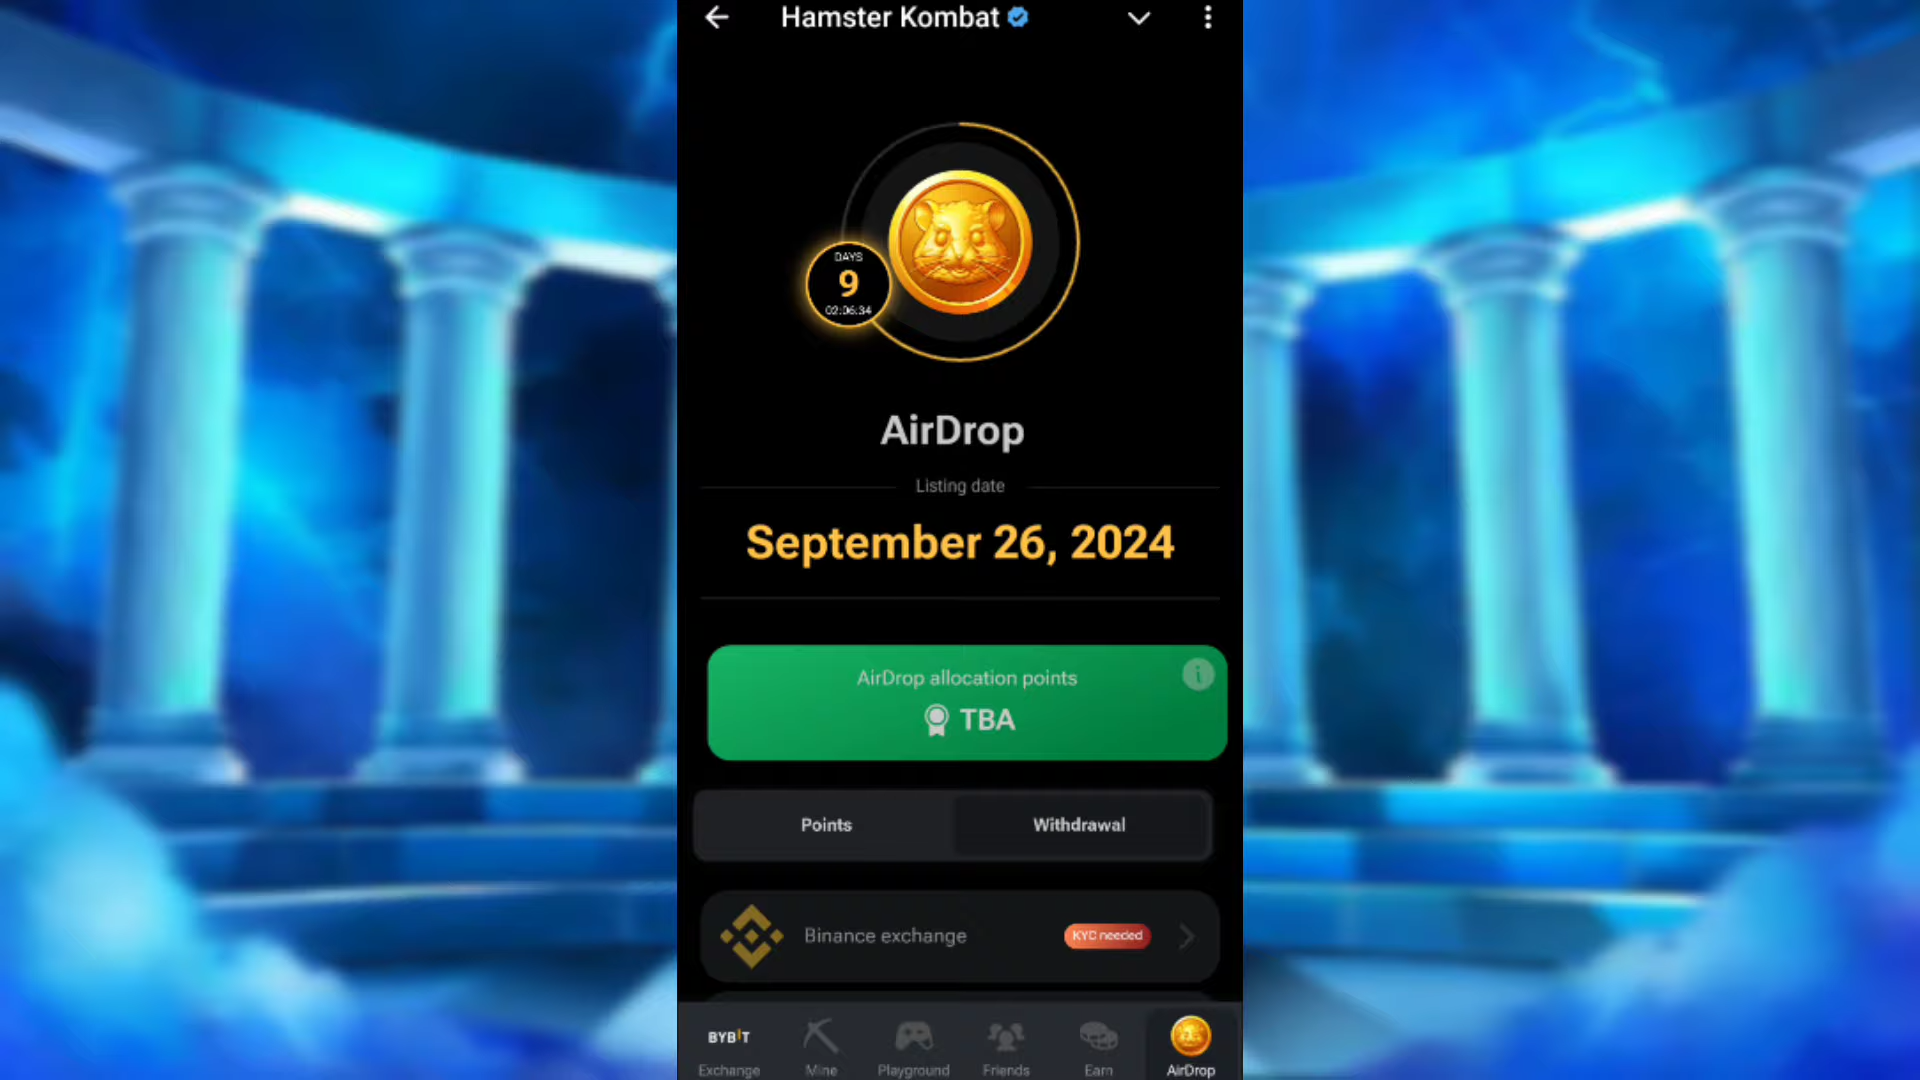 Hamster Kombat
DAYS
9
02:06:34
AirDrop
Listing date
September 26, 2024
AirDrop allocation points
TBA
Points
Withdrawal
Binance exchange
KYC needed
BYBIT
Exchange
Mine
Playground
Friends
Earn
AirDrop